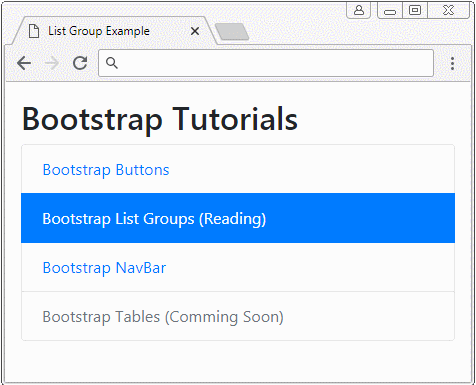 List Group Example
Bootstrap Tutorials
Bootstrap Buttons
Bootstrap List Groups (Reading)
Bootstrap NavBar
Bootstrap Tables (Comming Soon)